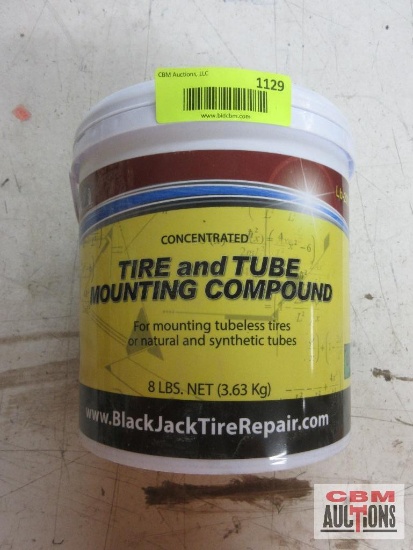 CBM Auctions, LLC
1129
www.bidcbm.com
CONCENTRATED
TIRE and TUBE
MOUNTING COMPOUND
For mounting tubeless tires
or natural and synthetic tubes
8 LBS. NET (3.63 Kg)
www.BlackJackTireRepair.com
CBM
AUCTIONS